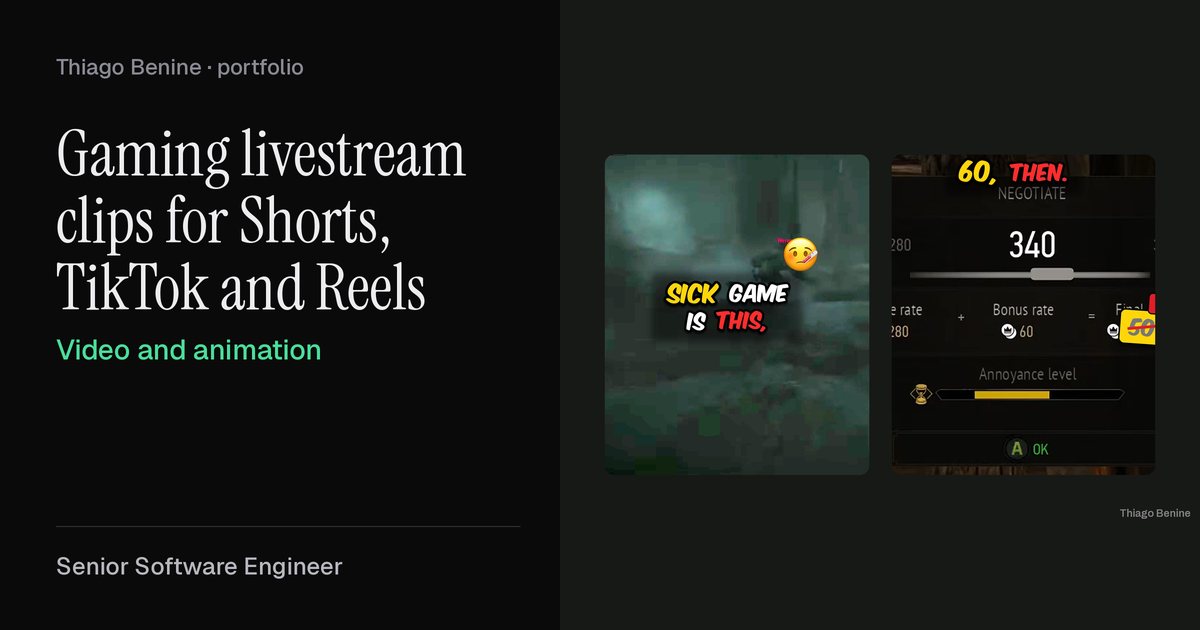 Thiago Benine · portfolio
Gaming livestream
clips for Shorts,
TikTok and Reels
Video and animation
Senior Software Engineer
SICK GAME
IS THIS,
60, THEN.
NEGOTIATE
280 340
e rate + Bonus rate =
280 60 50
Annoyance level
A OK
Thiago Benine